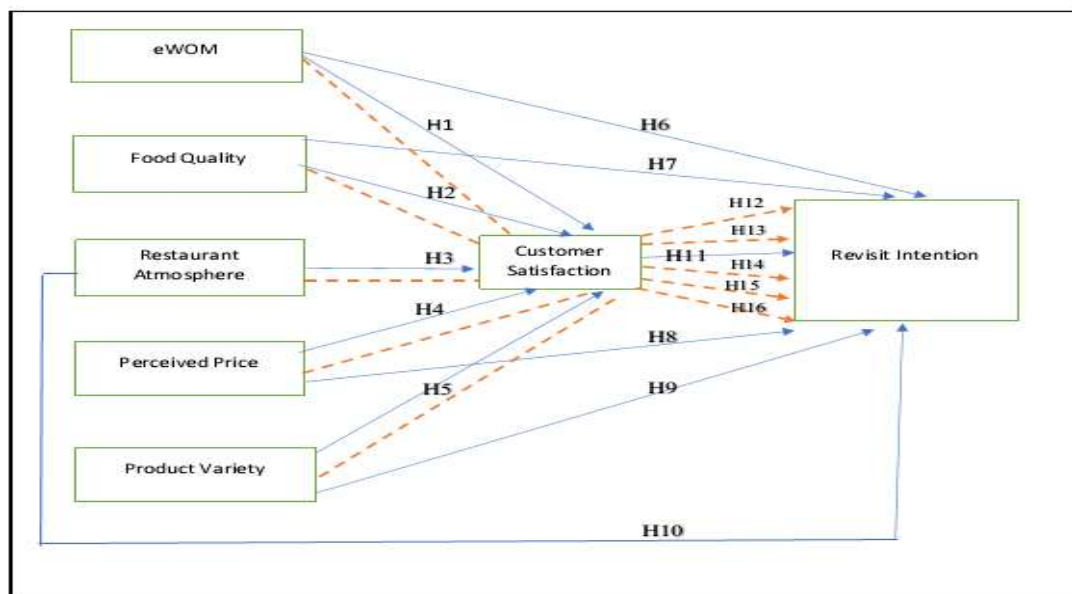 eWOM
H1
H6
Food Quality
H7
H2
H12
H13
Restaurant
Atmosphere
H3
Customer
Satisfaction
H11
Revisit Intention
H14
H15
H16
H4
Perceived Price
H8
H5
H9
Product Variety
H10